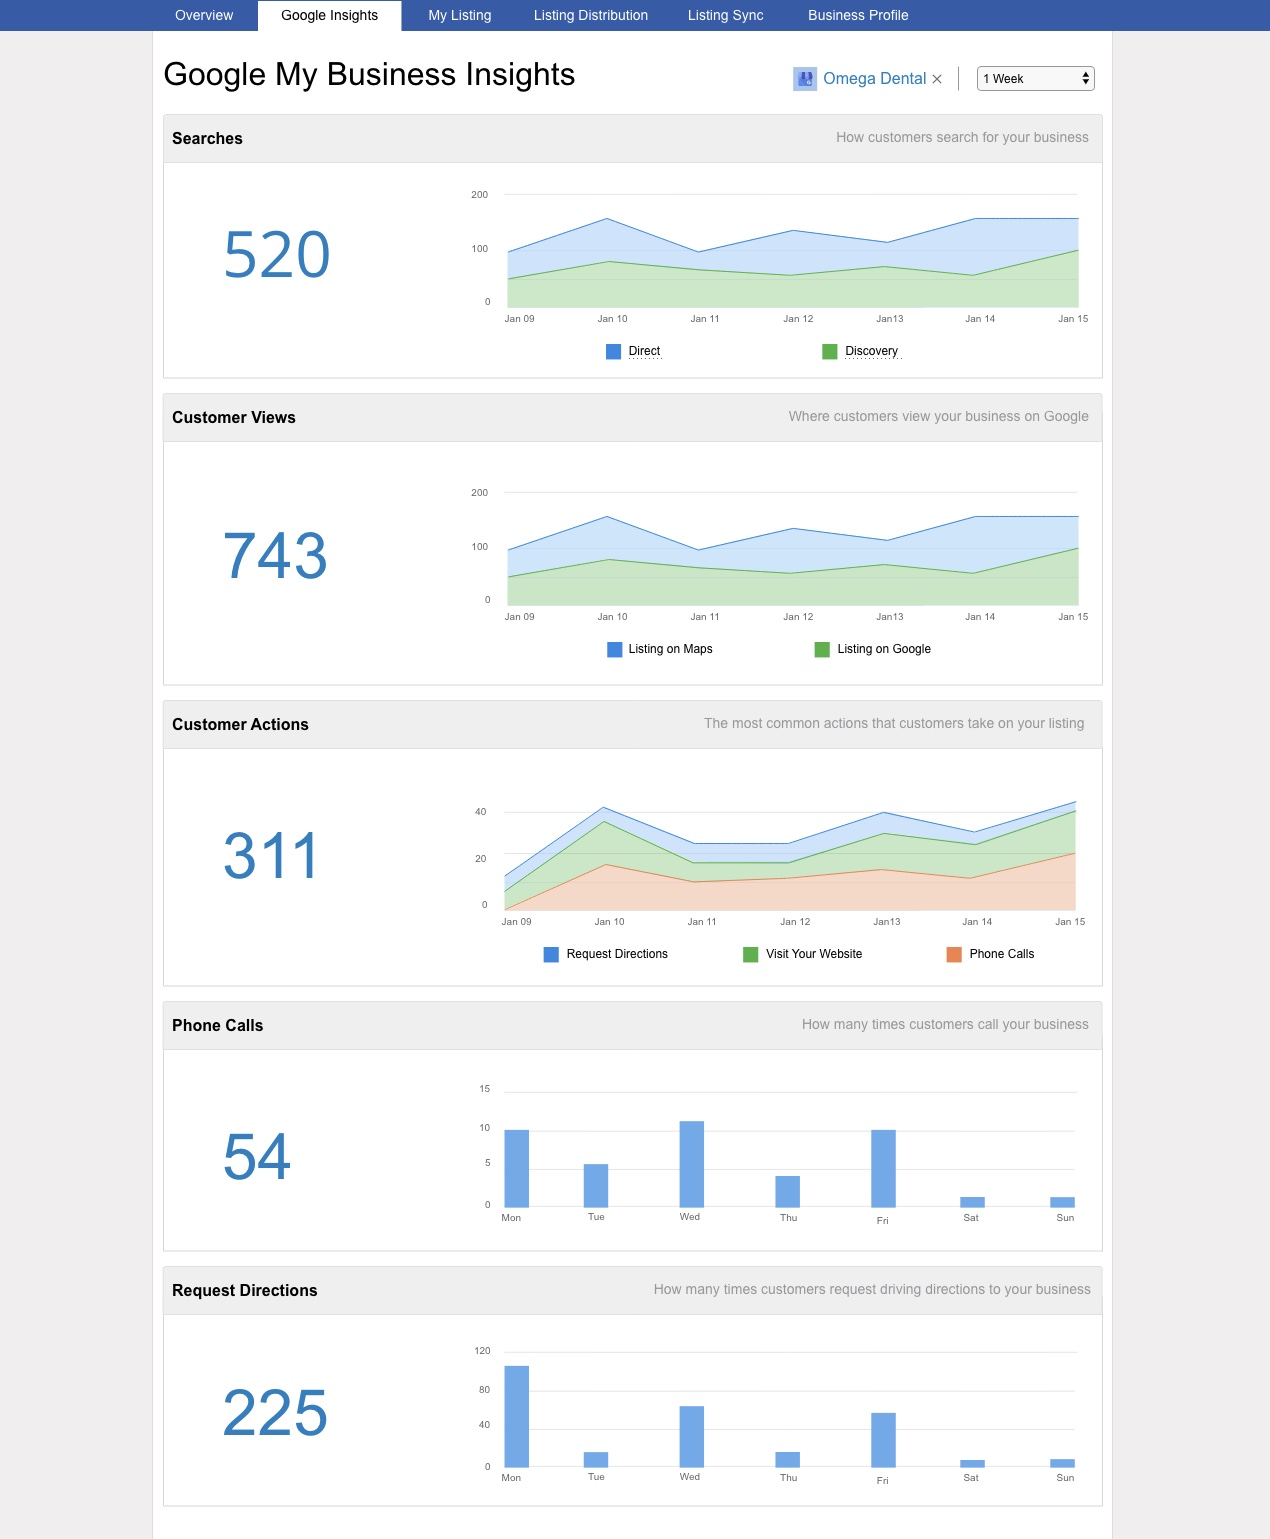 Overview Google Insights My Listing Listing Distribution Listing Sync Business Profile
Google My Business Insights
Omega Dental × 1 Week
Searches How customers search for your business
520
200
100
0
Jan 09 Jan 10 Jan 11 Jan 12 Jan13 Jan 14 Jan 15
Direct Discovery
Customer Views Where customers view your business on Google
743
200
100
0
Jan 09 Jan 10 Jan 11 Jan 12 Jan13 Jan 14 Jan 15
Listing on Maps Listing on Google
Customer Actions The most common actions that customers take on your listing
311
40
20
0
Jan 09 Jan 10 Jan 11 Jan 12 Jan13 Jan 14 Jan 15
Request Directions Visit Your Website Phone Calls
Phone Calls How many times customers call your business
54
15
10
5
0
Mon Tue Wed Thu Fri Sat Sun
Request Directions How many times customers request driving directions to your business
225
120
80
40
0
Mon Tue Wed Thu Fri Sat Sun